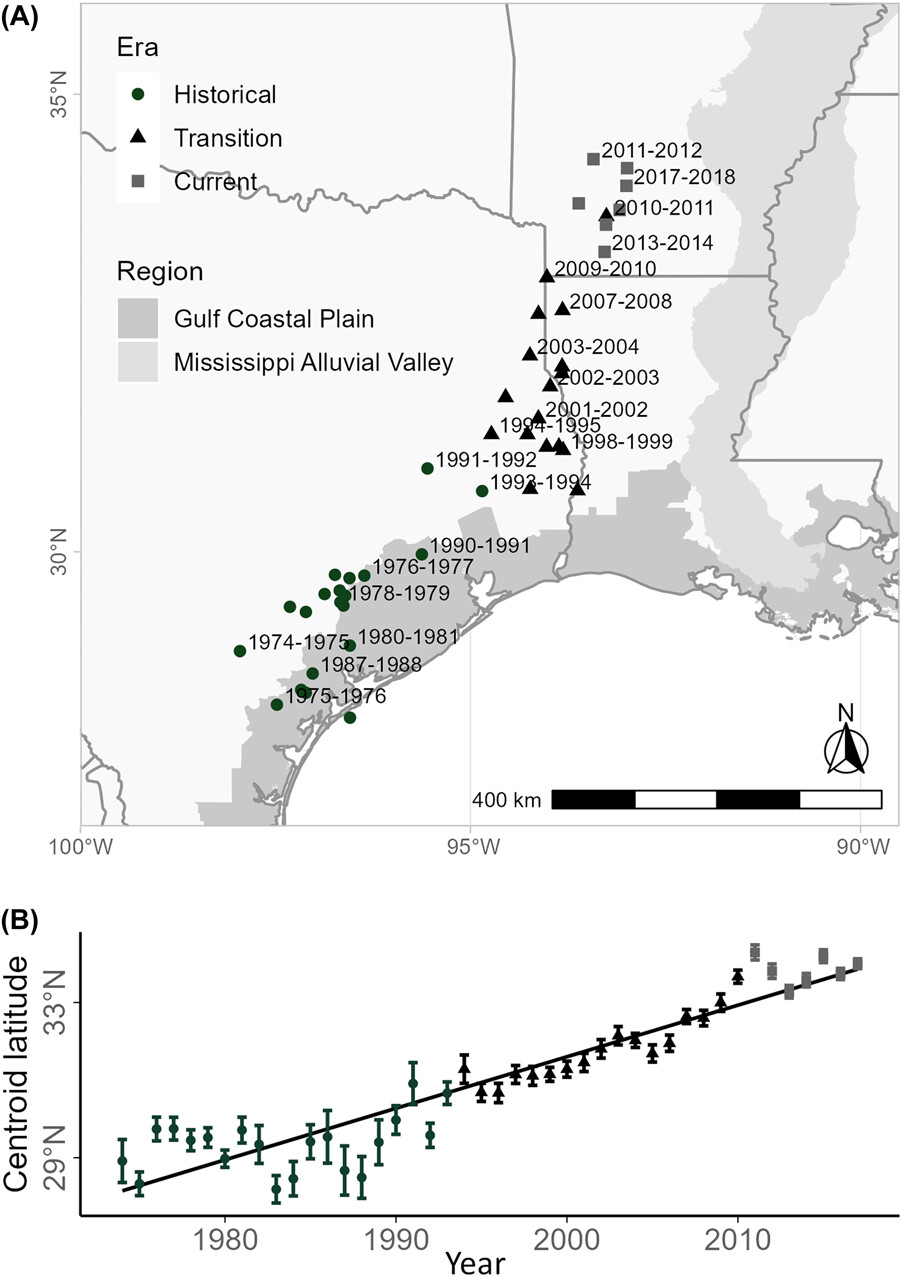 (A)
Era
Historical
Transition
Current
Region
Gulf Coastal Plain
Mississippi Alluvial Valley
35°N
30°N
2011-2012
2017-2018
2010-2011
2013-2014
2009-2010
2007-2008
2003-2004
2002-2003
2001-2002
1994-1995
1998-1999
1991-1992
1993-1994
1990-1991
1976-1977
1978-1979
1974-1975
1980-1981
1987-1988
1975-1976
N
400 km
100°W
95°W
90°W
(B)
Centroid latitude
33°N
29°N
1980
1990
2000
2010
Year